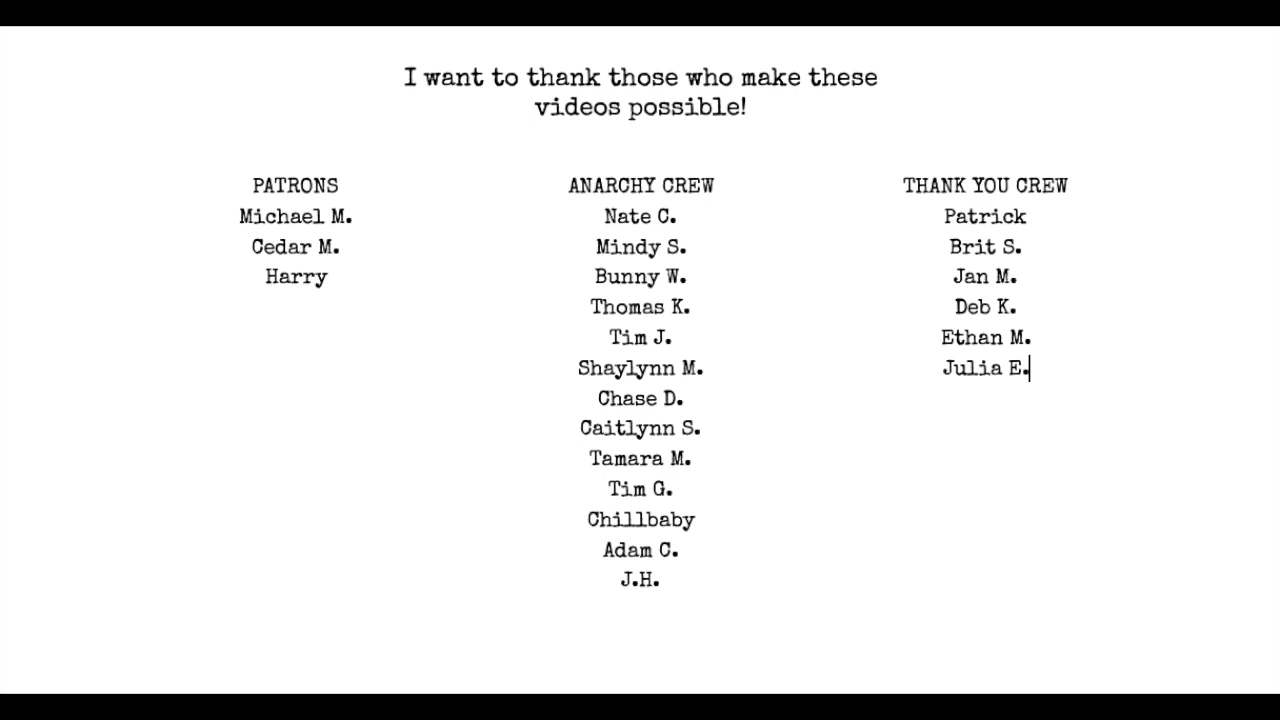 I want to thank those who make these
videos possible!
PATRONS
Michael M.
Cedar M.
Harry
ANARCHY CREW
Nate C.
Mindy S.
Bunny W.
Thomas K.
Tim J.
Shaylynn M.
Chase D.
Caitlynn S.
Tamara M.
Tim G.
Chillbaby
Adam C.
J.H.
THANK YOU CREW
Patrick
Brit S.
Jan M.
Deb K.
Ethan M.
Julia E.